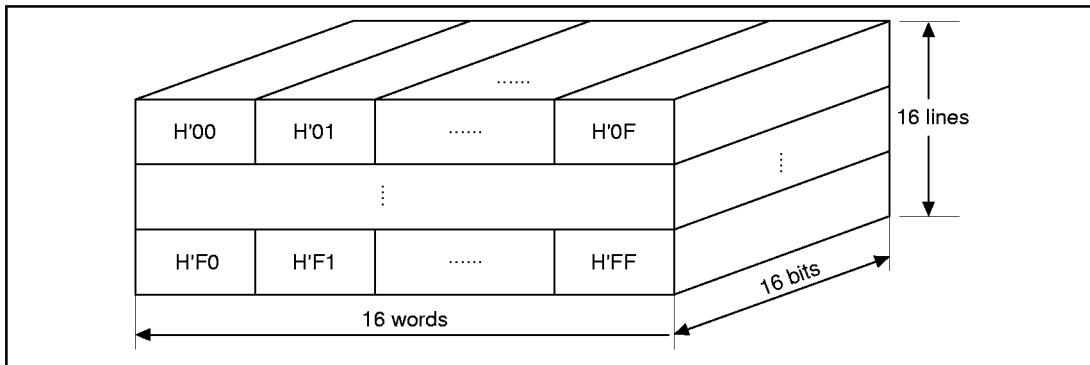 ......
H'00 H'01 ...... H'0F
16 lines
......
......
H'F0 H'F1 ...... H'FF
16 bits
16 words